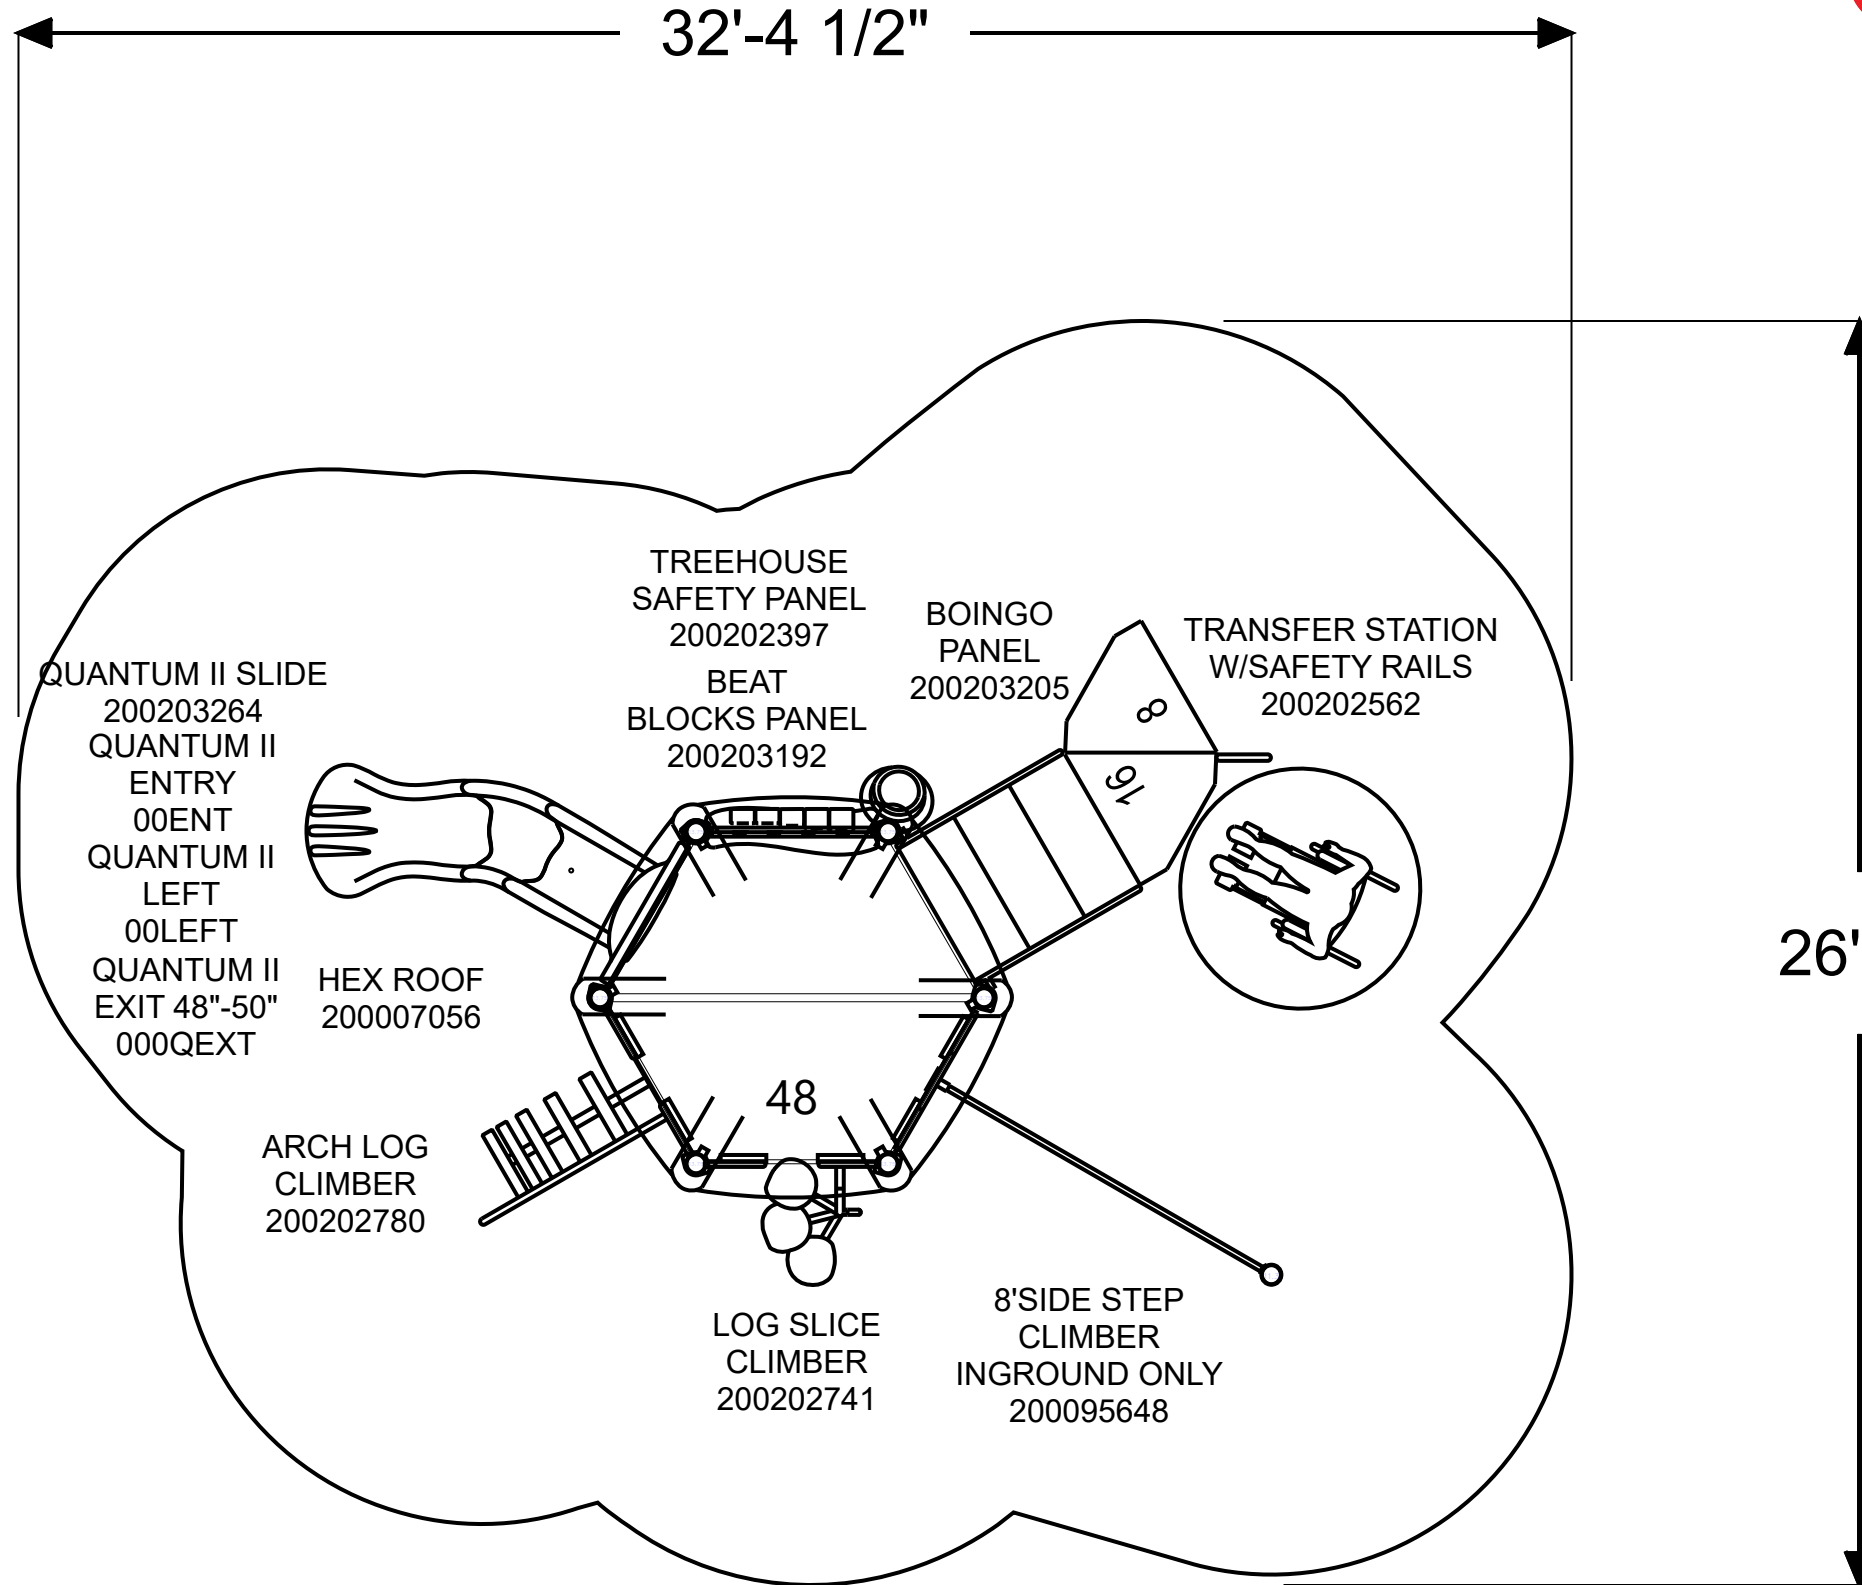 32'-4 1/2"
TREEHOUSE
SAFETY PANEL
200202397
BEAT
BLOCKS PANEL
200203192
BOINGO
PANEL
200203205
TRANSFER STATION
W/SAFETY RAILS
200202562
8
16
QUANTUM II SLIDE
200203264
QUANTUM II
ENTRY
00ENT
QUANTUM II
LEFT
00LEFT
QUANTUM II
EXIT 48"-50"
000QEXT
HEX ROOF
200007056
26'
48
ARCH LOG
CLIMBER
200202780
LOG SLICE
CLIMBER
200202741
8'SIDE STEP
CLIMBER
INGROUND ONLY
200095648